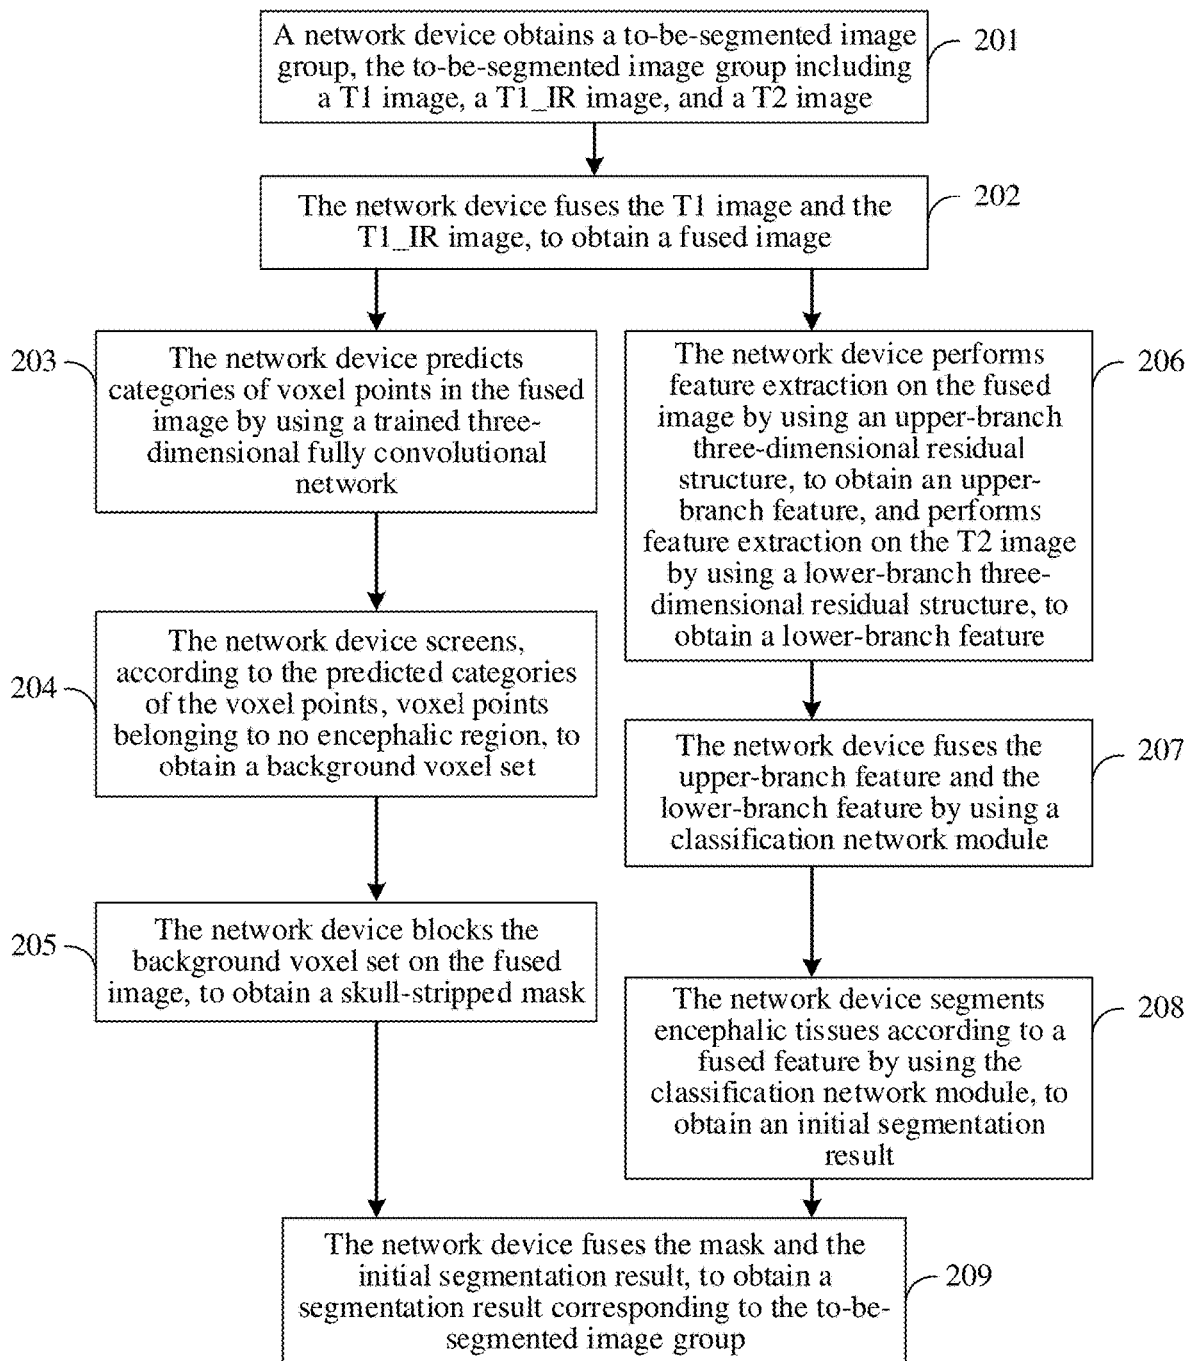 A network device obtains a to-be-segmented image
group, the to-be-segmented image group including
a T1 image, a T1_IR image, and a T2 image
201
The network device fuses the T1 image and the
T1_IR image, to obtain a fused image
202
203
The network device predicts
categories of voxel points in the fused
image by using a trained three-
dimensional fully convolutional
network
204
The network device screens,
according to the predicted categories
of the voxel points, voxel points
belonging to no encephalic region, to
obtain a background voxel set
205
The network device blocks the
background voxel set on the fused
image, to obtain a skull-stripped mask
The network device performs
feature extraction on the fused
image by using an upper-branch
three-dimensional residual
structure, to obtain an upper-
branch feature, and performs
feature extraction on the T2 image
by using a lower-branch three-
dimensional residual structure, to
obtain a lower-branch feature
206
The network device fuses the
upper-branch feature and the
lower-branch feature by using a
classification network module
207
The network device segments
encephalic tissues according to a
fused feature by using the
classification network module, to
obtain an initial segmentation
result
208
The network device fuses the mask and the
initial segmentation result, to obtain a
segmentation result corresponding to the to-be-
segmented image group
209